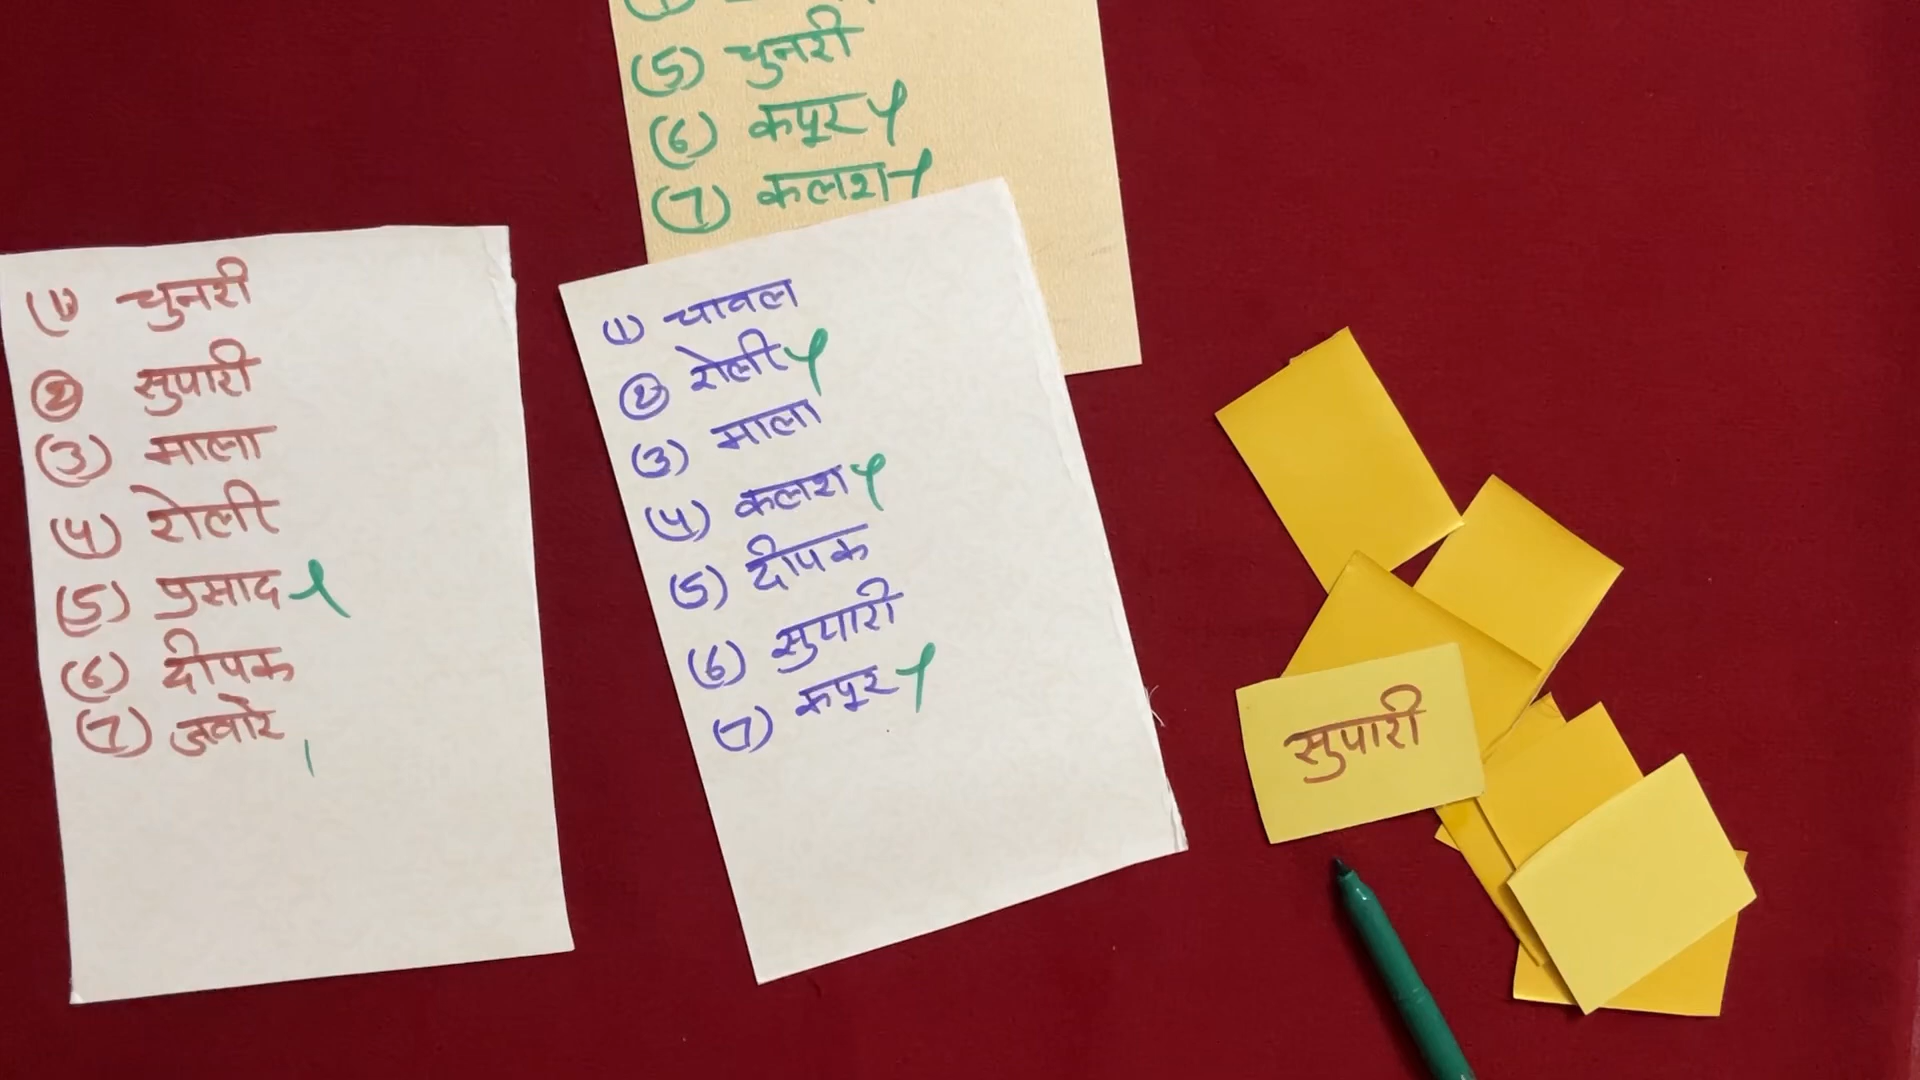 (5) चुनरी
(6) कपूर
(7) कलश
(1) चुनरी
(2) सुपारी
(3) माला
(4) रोली
(5) प्रसाद
(6) दीपक
(7) जवारे
(1) चावल
(2) रोली
(3) माला
(4) कलश
(5) दीपक
(6) सुपारी
(7) कपूर
सुपारी